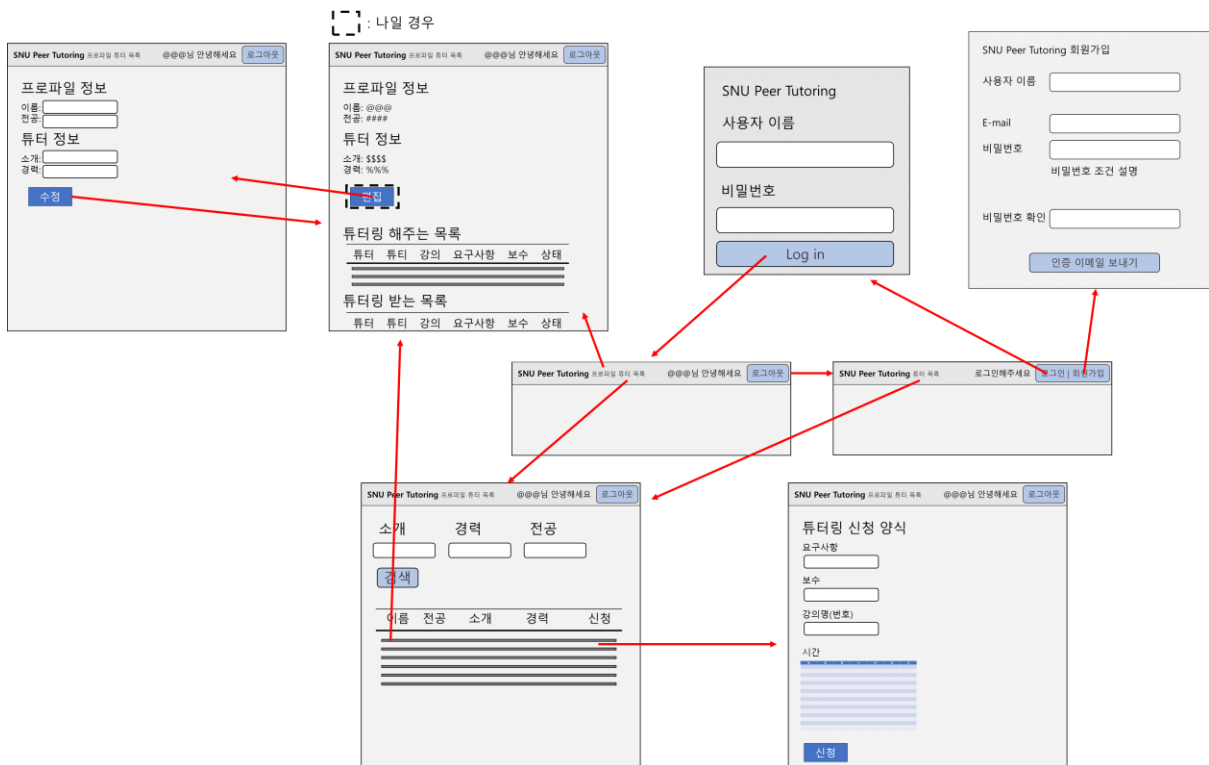 : 나일 경우
SNU Peer Tutoring 프로파일 튜터 목록 @@@님 안녕해세요 로그아웃
프로파일 정보
이름:
전공:
튜터 정보
소개:
경력:
수정
SNU Peer Tutoring 프로파일 튜터 목록 @@@님 안녕해세요 로그아웃
프로파일 정보
이름: @@@
전공: ####
튜터 정보
소개: $$$$
경력: %%%
편집
튜터링 해주는 목록
튜터 튜티 강의 요구사항 보수 상태
튜터링 받는 목록
튜터 튜티 강의 요구사항 보수 상태
SNU Peer Tutoring
사용자 이름
비밀번호
Log in
SNU Peer Tutoring 회원가입
사용자 이름
E-mail
비밀번호
비밀번호 조건 설명
비밀번호 확인
인증 이메일 보내기
SNU Peer Tutoring 프로파일 튜터 목록 @@@님 안녕해세요 로그아웃
SNU Peer Tutoring 튜터 목록 로그인해주세요 로그인 | 회원가입
SNU Peer Tutoring 프로파일 튜터 목록 @@@님 안녕해세요 로그아웃
소개 경력 전공
검색
이름 전공 소개 경력 신청
SNU Peer Tutoring 프로파일 튜터 목록 @@@님 안녕해세요 로그아웃
튜터링 신청 양식
요구사항
보수
강의명(번호)
시간
신청